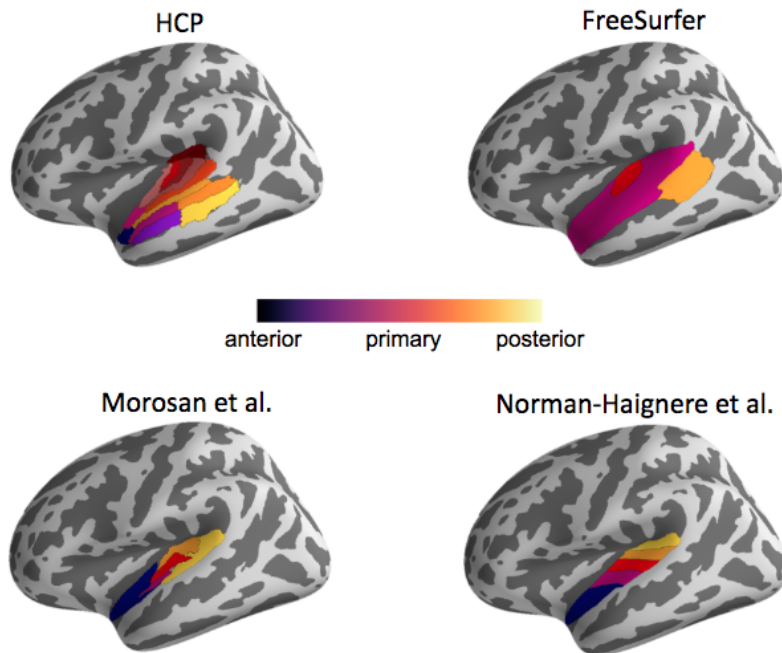 HCP
FreeSurfer
anterior primary posterior
Morosan et al.
Norman-Haignere et al.